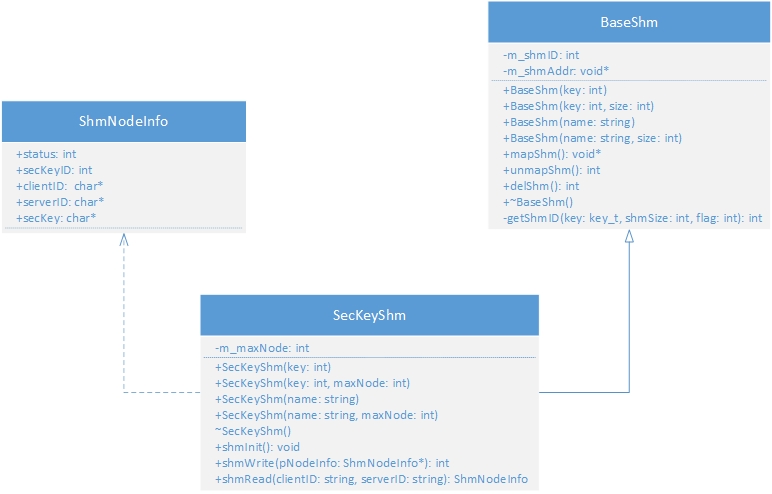 BaseShm
-m_shmID: int
-m_shmAddr: void*
+BaseShm(key: int)
+BaseShm(key: int, size: int)
+BaseShm(name: string)
+BaseShm(name: string, size: int)
+mapShm(): void*
+unmapShm(): int
+delShm(): int
+~BaseShm()
-getShmID(key: key_t, shmSize: int, flag: int): int
ShmNodeInfo
+status: int
+secKeyID: int
+clientID:  char*
+serverID: char*
+secKey: char*
SecKeyShm
-m_maxNode: int
+SecKeyShm(key: int)
+SecKeyShm(key: int, maxNode: int)
+SecKeyShm(name: string)
+SecKeyShm(name: string, maxNode: int)
~SecKeyShm()
+shmInit(): void
+shmWrite(pNodeInfo: ShmNodeInfo*): int
+shmRead(clientID: string, serverID: string): ShmNodeInfo